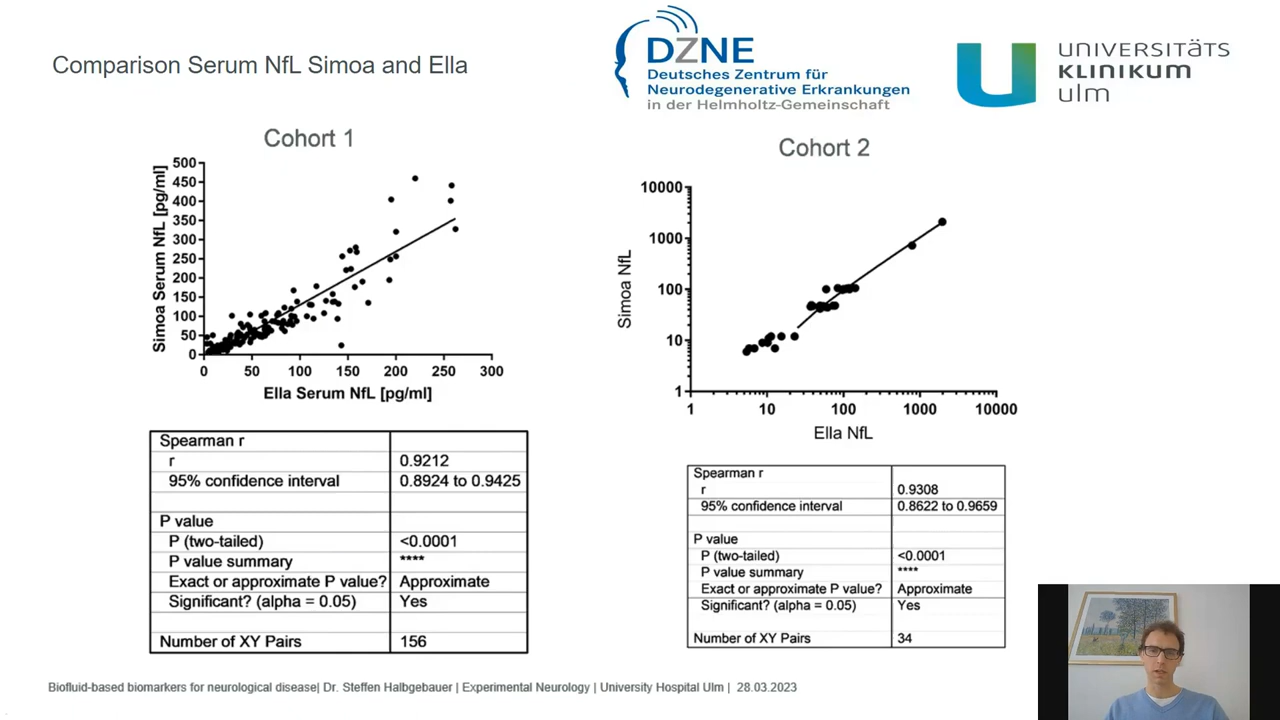 Comparison Serum NfL Simoa and Ella
DZNE
Deutsches Zentrum für
Neurodegenerative Erkrankungen
in der Helmholtz-Gemeinschaft
UNIVERSITÄTS
KLINIKUM
ulm
Cohort 1
500
450
400
350
300
250
200
150
100
50
0
Simoa Serum NfL [pg/ml]
0 50 100 150 200 250 300
Ella Serum NfL [pg/ml]
Spearman r
r 0.9212
95% confidence interval 0.8924 to 0.9425
P value
P (two-tailed) <0.0001
P value summary ****
Exact or approximate P value? Approximate
Significant? (alpha = 0.05) Yes
Number of XY Pairs 156
Cohort 2
10000
1000
100
10
1
Simoa NfL
1 10 100 1000 10000
Ella NfL
Spearman r
r 0.9308
95% confidence interval 0.8622 to 0.9659
P value
P (two-tailed) <0.0001
P value summary ****
Exact or approximate P value? Approximate
Significant? (alpha = 0.05) Yes
Number of XY Pairs 34
Biofluid-based biomarkers for neurological disease| Dr. Steffen Halbgebauer | Experimental Neurology | University Hospital Ulm | 28.03.2023